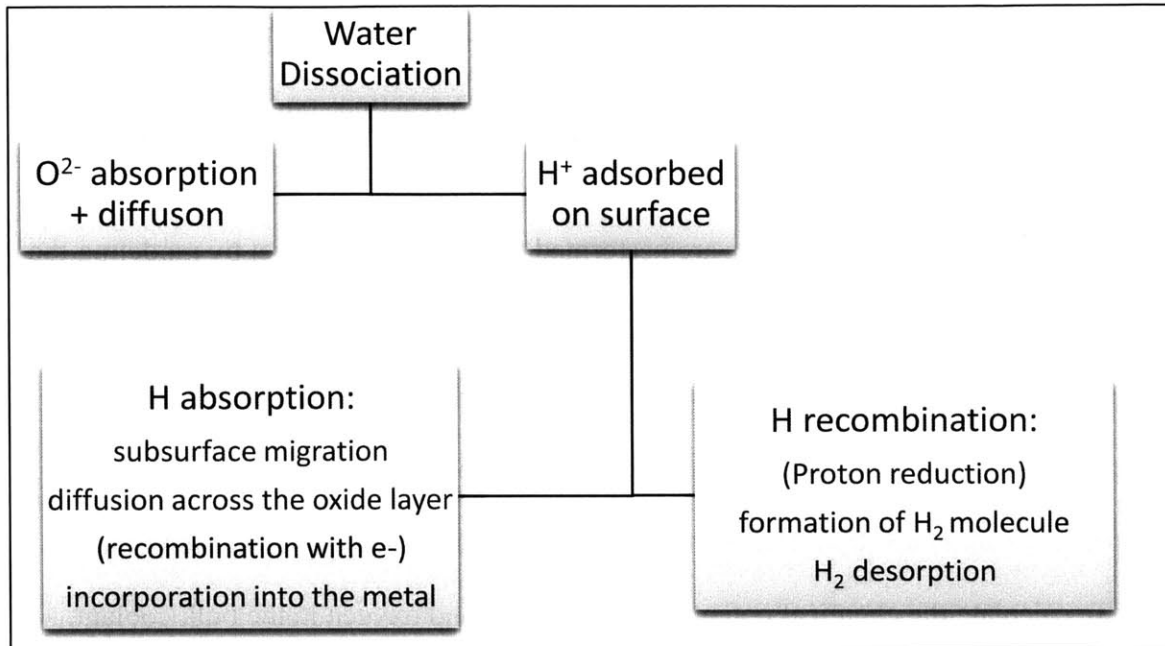 Water
Dissociation
O²⁻ absorption
+ diffuson
H⁺ adsorbed
on surface
H absorption:
subsurface migration
diffusion across the oxide layer
(recombination with e-)
incorporation into the metal
H recombination:
(Proton reduction)
formation of H₂ molecule
H₂ desorption